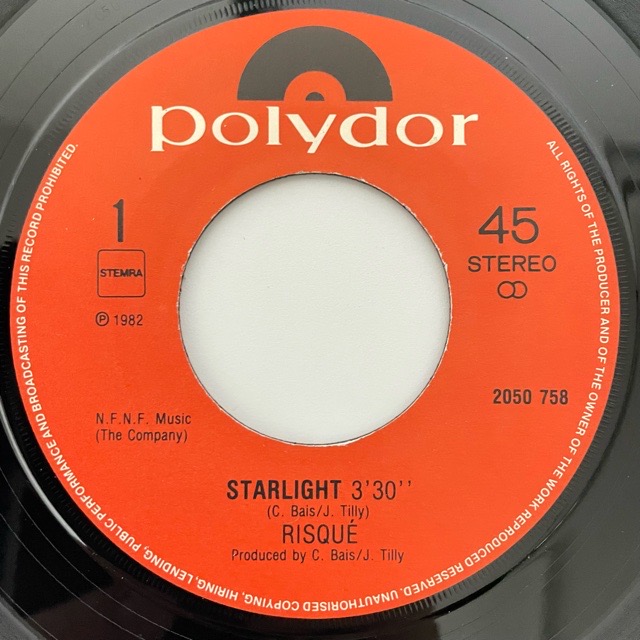 polydor
1
45
STEREO
STEMRA
℗ 1982
2050 758
N.F.N.F. Music
(The Company)
STARLIGHT 3'30''
(C. Bais/J. Tilly)
RISQUÉ
Produced by C. Bais/J. Tilly
ALL RIGHTS OF THE PRODUCER AND OF THE OWNER OF THE WORK REPRODUCED RESERVED. UNAUTHORISED COPYING, HIRING, LENDING, PUBLIC PERFORMANCE AND BROADCASTING OF THIS RECORD PROHIBITED.